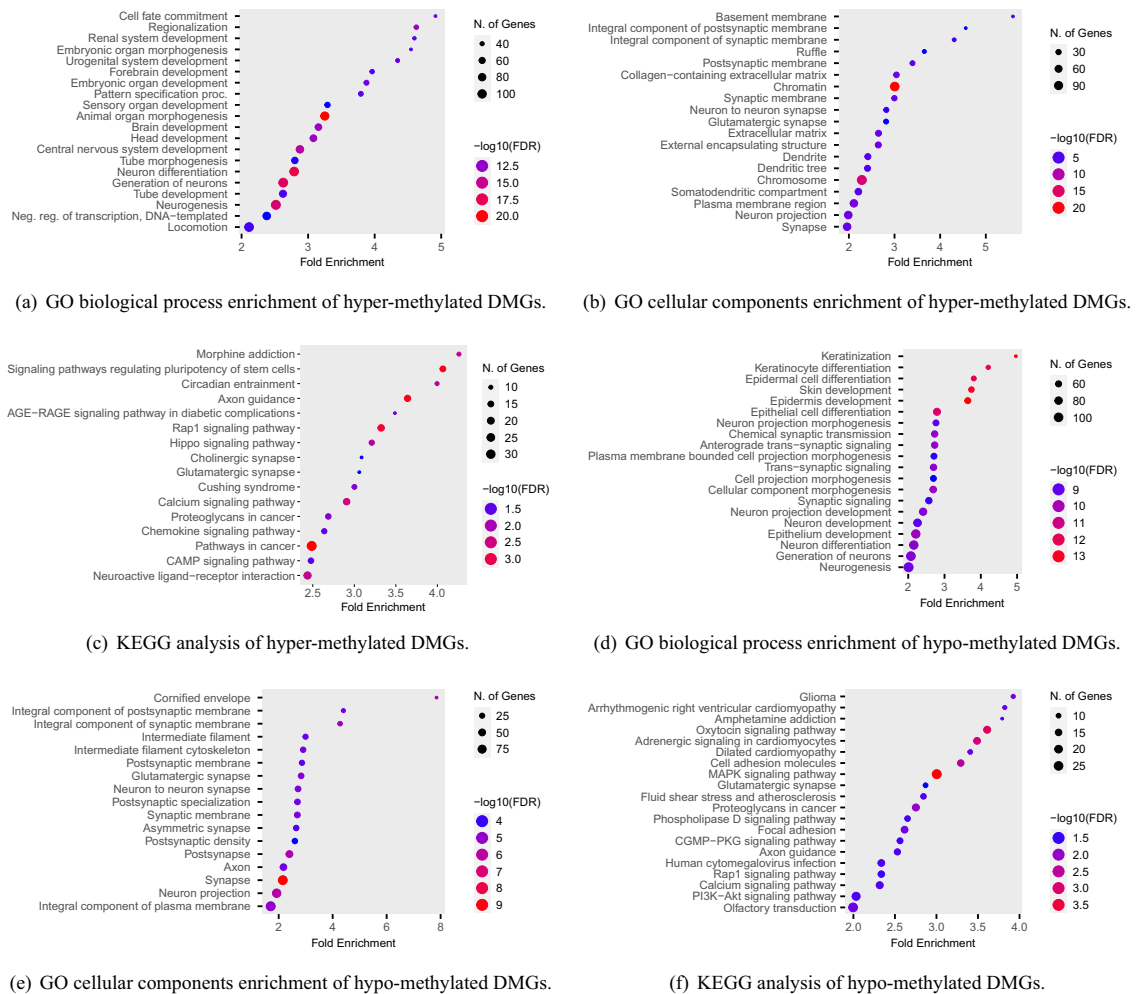 Cell fate commitment
Regionalization
Renal system development
Embryonic organ morphogenesis
Urogenital system development
Forebrain development
Embryonic organ development
Pattern specification proc.
Sensory organ development
Animal organ morphogenesis
Brain development
Head development
Central nervous system development
Tube morphogenesis
Neuron differentiation
Generation of neurons
Tube development
Neurogenesis
Neg. reg. of transcription, DNA−templated
Locomotion
2 3 4 5
Fold Enrichment
N. of Genes
40
60
80
100
−log10(FDR)
12.5
15.0
17.5
20.0
(a) GO biological process enrichment of hyper-methylated DMGs.
Basement membrane
Integral component of postsynaptic membrane
Integral component of synaptic membrane
Ruffle
Postsynaptic membrane
Collagen−containing extracellular matrix
Chromatin
Synaptic membrane
Neuron to neuron synapse
Glutamatergic synapse
Extracellular matrix
External encapsulating structure
Dendrite
Dendritic tree
Chromosome
Somatodendritic compartment
Plasma membrane region
Neuron projection
Synapse
2 3 4 5
Fold Enrichment
N. of Genes
30
60
90
−log10(FDR)
5
10
15
20
(b) GO cellular components enrichment of hyper-methylated DMGs.
Morphine addiction
Signaling pathways regulating pluripotency of stem cells
Circadian entrainment
Axon guidance
AGE−RAGE signaling pathway in diabetic complications
Rap1 signaling pathway
Hippo signaling pathway
Cholinergic synapse
Glutamatergic synapse
Cushing syndrome
Calcium signaling pathway
Proteoglycans in cancer
Chemokine signaling pathway
Pathways in cancer
CAMP signaling pathway
Neuroactive ligand−receptor interaction
2.5 3.0 3.5 4.0
Fold Enrichment
N. of Genes
10
15
20
25
30
−log10(FDR)
1.5
2.0
2.5
3.0
(c) KEGG analysis of hyper-methylated DMGs.
Keratinization
Keratinocyte differentiation
Epidermal cell differentiation
Skin development
Epidermis development
Epithelial cell differentiation
Neuron projection morphogenesis
Chemical synaptic transmission
Anterograde trans−synaptic signaling
Plasma membrane bounded cell projection morphogenesis
Trans−synaptic signaling
Cell projection morphogenesis
Cellular component morphogenesis
Synaptic signaling
Neuron projection development
Neuron development
Epithelium development
Neuron differentiation
Generation of neurons
Neurogenesis
2 3 4 5
Fold Enrichment
N. of Genes
60
80
100
−log10(FDR)
9
10
11
12
13
(d) GO biological process enrichment of hypo-methylated DMGs.
Cornified envelope
Integral component of postsynaptic membrane
Integral component of synaptic membrane
Intermediate filament
Intermediate filament cytoskeleton
Postsynaptic membrane
Glutamatergic synapse
Neuron to neuron synapse
Postsynaptic specialization
Synaptic membrane
Asymmetric synapse
Postsynaptic density
Postsynapse
Axon
Synapse
Neuron projection
Integral component of plasma membrane
2 4 6 8
Fold Enrichment
N. of Genes
25
50
75
−log10(FDR)
4
5
6
7
8
9
(e) GO cellular components enrichment of hypo-methylated DMGs.
Glioma
Arrhythmogenic right ventricular cardiomyopathy
Amphetamine addiction
Oxytocin signaling pathway
Adrenergic signaling in cardiomyocytes
Dilated cardiomyopathy
Cell adhesion molecules
MAPK signaling pathway
Glutamatergic synapse
Fluid shear stress and atherosclerosis
Proteoglycans in cancer
Phospholipase D signaling pathway
Focal adhesion
CGMP−PKG signaling pathway
Axon guidance
Human cytomegalovirus infection
Rap1 signaling pathway
Calcium signaling pathway
PI3K−Akt signaling pathway
Olfactory transduction
2.0 2.5 3.0 3.5 4.0
Fold Enrichment
N. of Genes
10
15
20
25
−log10(FDR)
1.5
2.0
2.5
3.0
3.5
(f) KEGG analysis of hypo-methylated DMGs.